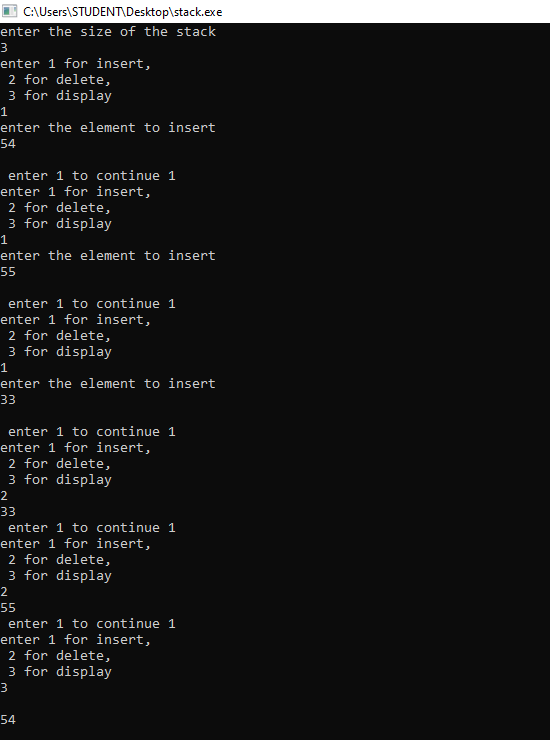 C:\Users\STUDENT\Desktop\stack.exe
enter the size of the stack
3
enter 1 for insert,
 2 for delete,
 3 for display
1
enter the element to insert
54

 enter 1 to continue 1
enter 1 for insert,
 2 for delete,
 3 for display
1
enter the element to insert
55

 enter 1 to continue 1
enter 1 for insert,
 2 for delete,
 3 for display
1
enter the element to insert
33

 enter 1 to continue 1
enter 1 for insert,
 2 for delete,
 3 for display
2
33
 enter 1 to continue 1
enter 1 for insert,
 2 for delete,
 3 for display
2
55
 enter 1 to continue 1
enter 1 for insert,
 2 for delete,
 3 for display
3

54